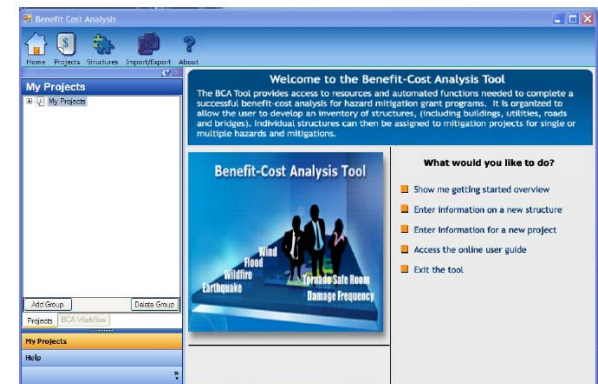 Benefit Cost Analysis
Home Projects Structures Import/Export About
My Projects
My Projects
Add Group Delete Group
Projects BCA Workflow
My Projects
Help
Welcome to the Benefit-Cost Analysis Tool
The BCA Tool provides access to resources and automated functions needed to complete a
successful benefit-cost analysis for hazard mitigation grant programs. It is organized to
allow the user to develop an inventory of structures, (including buildings, utilities, roads
and bridges). Individual structures can then be assigned to mitigation projects for single or
multiple hazards and mitigations.
Benefit-Cost Analysis Tool
Wind
Flood
Wildfire
Earthquake
Tornado Safe Room
Damage Frequency
What would you like to do?
Show me getting started overview
Enter information on a new structure
Enter information for a new project
Access the online user guide
Exit the tool